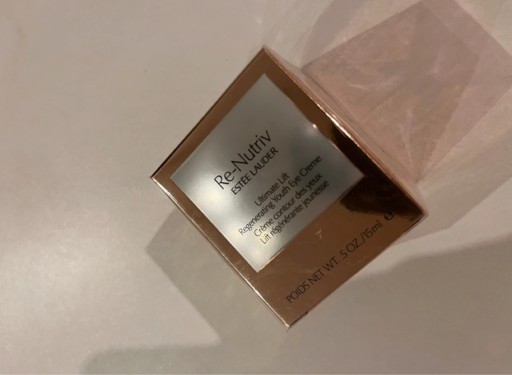 Re-Nutriv
ESTEE LAUDER
Ultimate Lift
Regenerating Youth Eye Creme
Crème contour des yeux
Lift régénérante jeunesse
POIDS NET WT. .5 OZ./15ml e